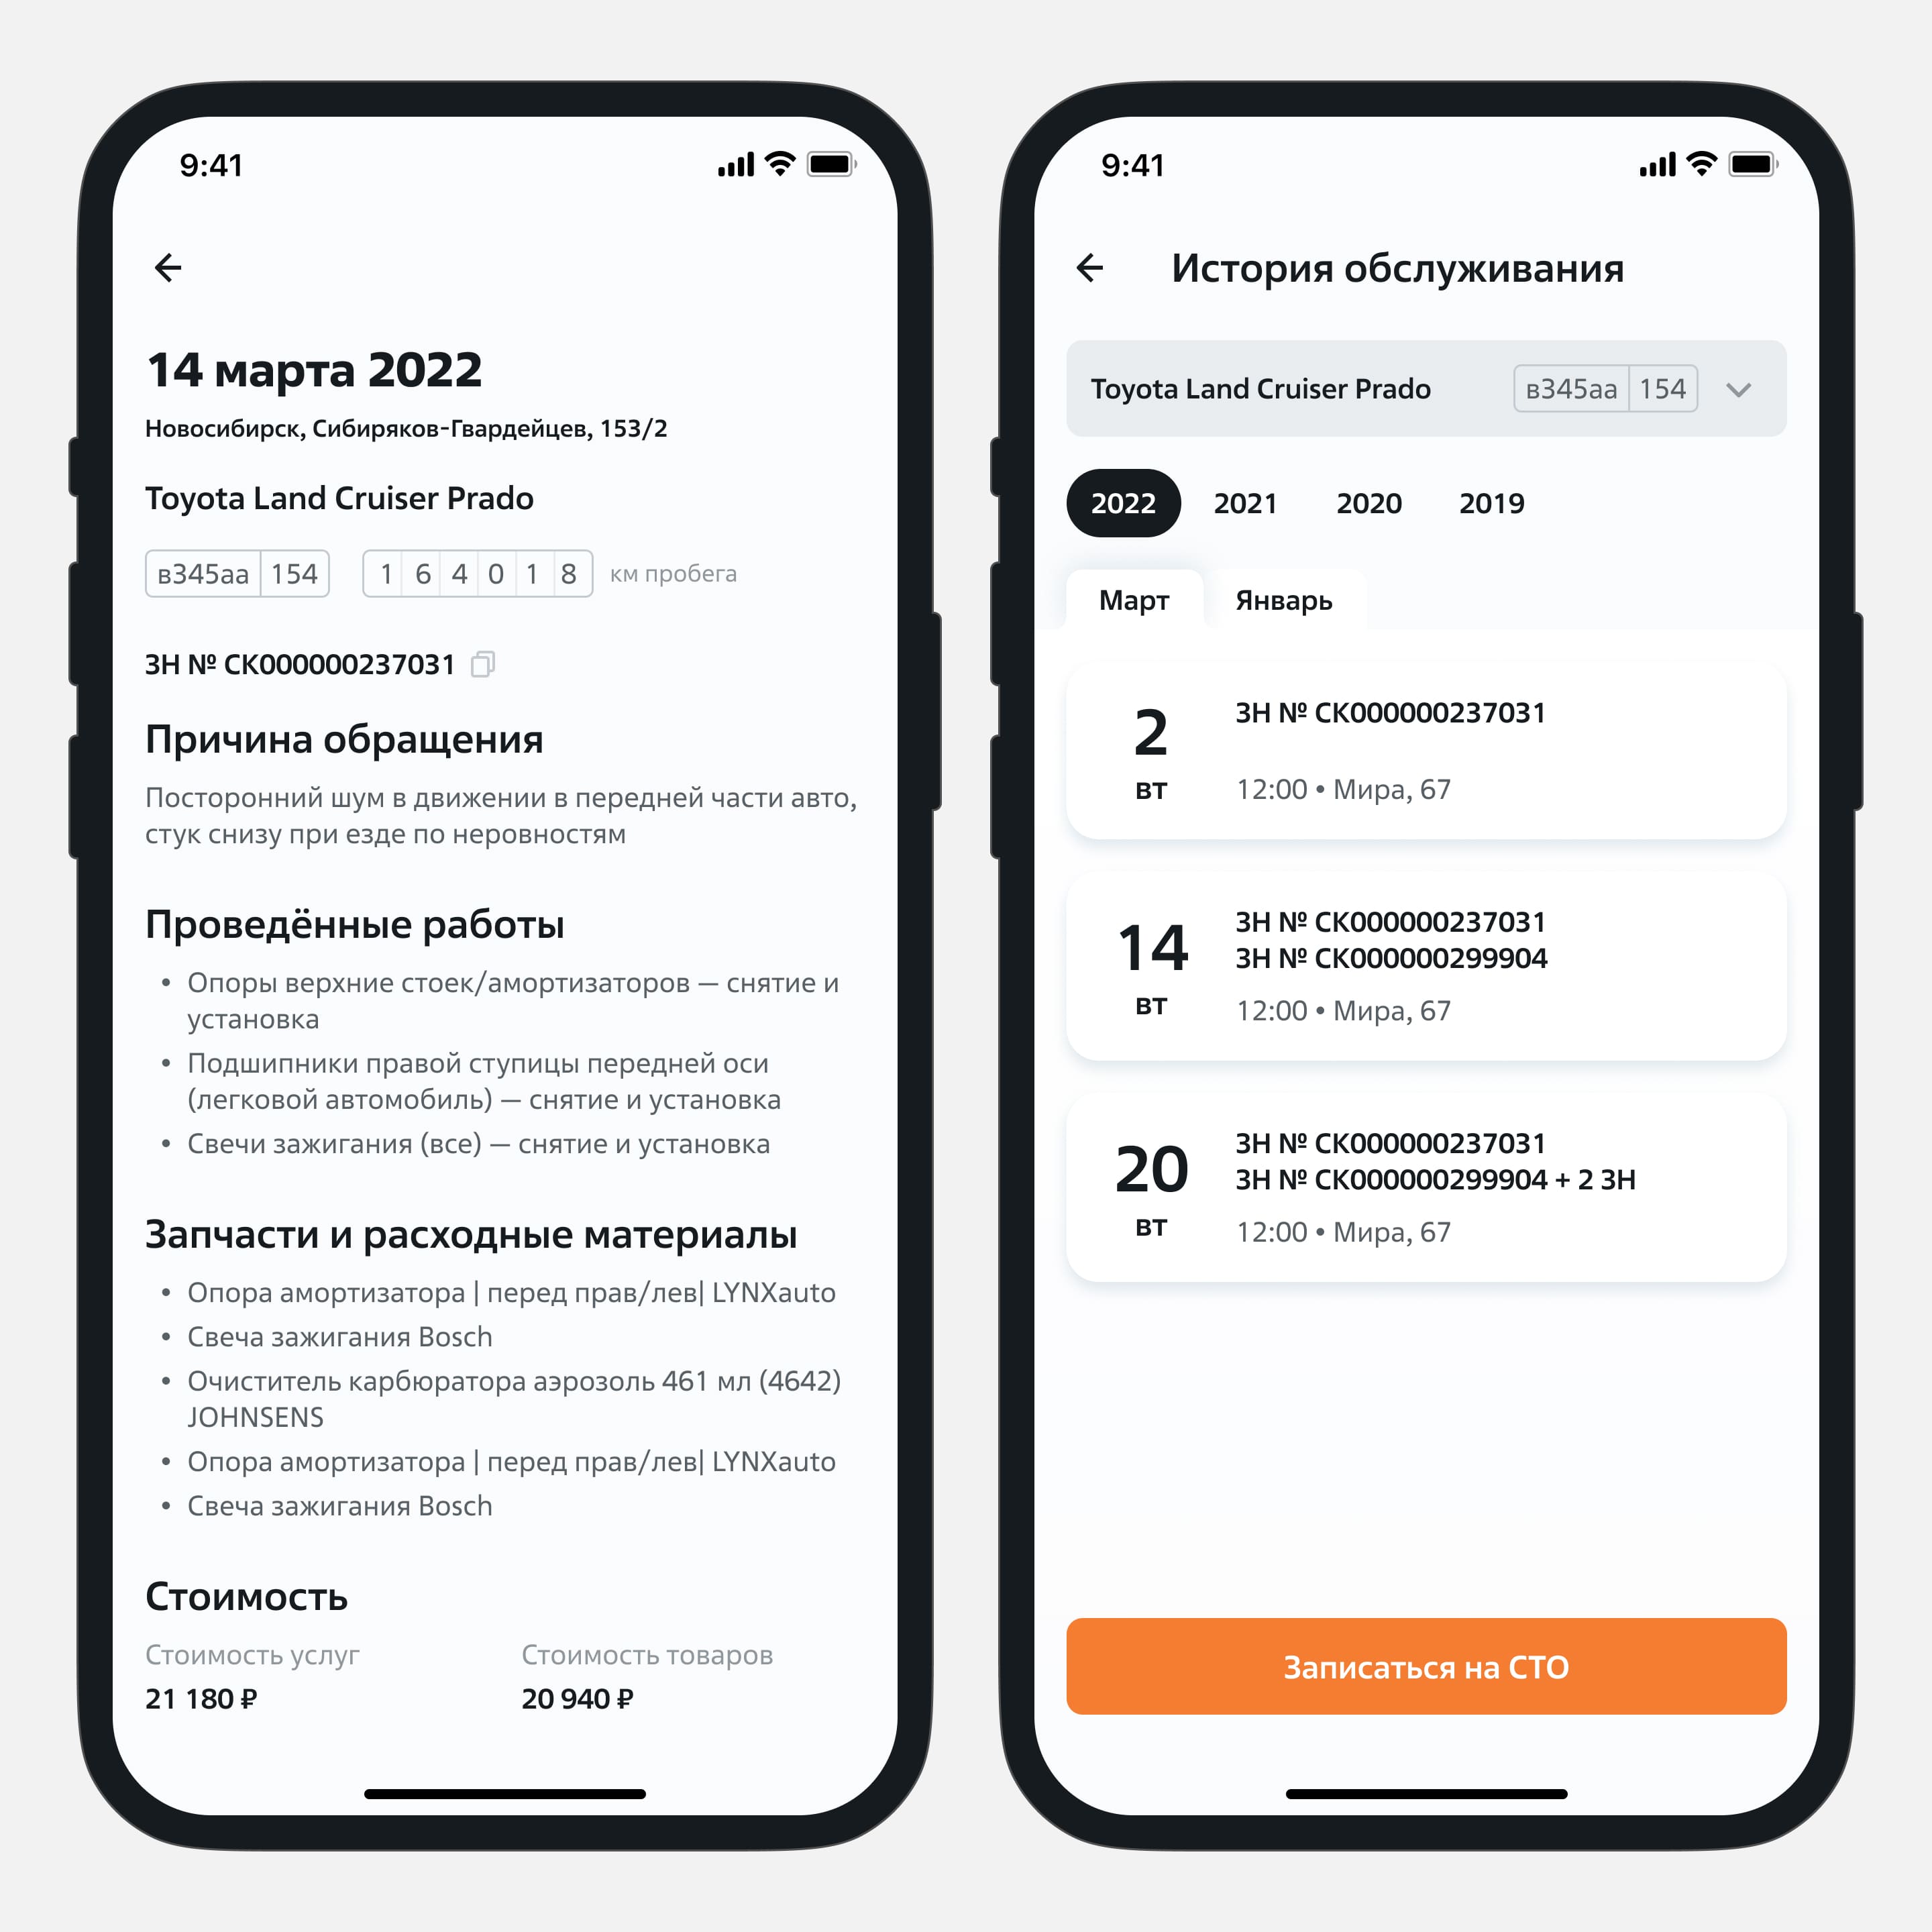 9:41
14 марта 2022
Новосибирск, Сибиряков-Гвардейцев, 153/2
Toyota Land Cruiser Prado
в345аа 154 1 6 4 0 1 8 км пробега
ЗН № СК000000237031
Причина обращения
Посторонний шум в движении в передней части авто,
стук снизу при езде по неровностям
Проведённые работы
• Опоры верхние стоек/амортизаторов — снятие и
установка
• Подшипники правой ступицы передней оси
(легковой автомобиль) — снятие и установка
• Свечи зажигания (все) — снятие и установка
Запчасти и расходные материалы
• Опора амортизатора | перед прав/лев| LYNXauto
• Свеча зажигания Bosch
• Очиститель карбюратора аэрозоль 461 мл (4642)
JOHNSENS
• Опора амортизатора | перед прав/лев| LYNXauto
• Свеча зажигания Bosch
Стоимость
Стоимость услуг Стоимость товаров
21 180 ₽ 20 940 ₽
9:41
История обслуживания
Toyota Land Cruiser Prado в345аа 154
2022 2021 2020 2019
Март Январь
2
вт
ЗН № СК000000237031
12:00 • Мира, 67
14
вт
ЗН № СК000000237031
ЗН № СК000000299904
12:00 • Мира, 67
20
вт
ЗН № СК000000237031
ЗН № СК000000299904 + 2 ЗН
12:00 • Мира, 67
Записаться на СТО